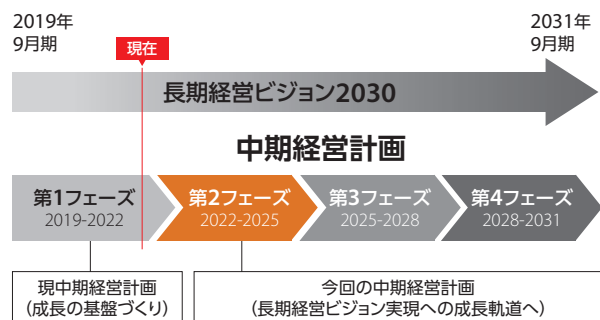 2019年
9月期
2031年
9月期
現在
長期経営ビジョン2030
中期経営計画
第1フェーズ
2019-2022
第2フェーズ
2022-2025
第3フェーズ
2025-2028
第4フェーズ
2028-2031
現中期経営計画
(成長の基盤づくり)
今回の中期経営計画
(長期経営ビジョン実現への成長軌道へ)